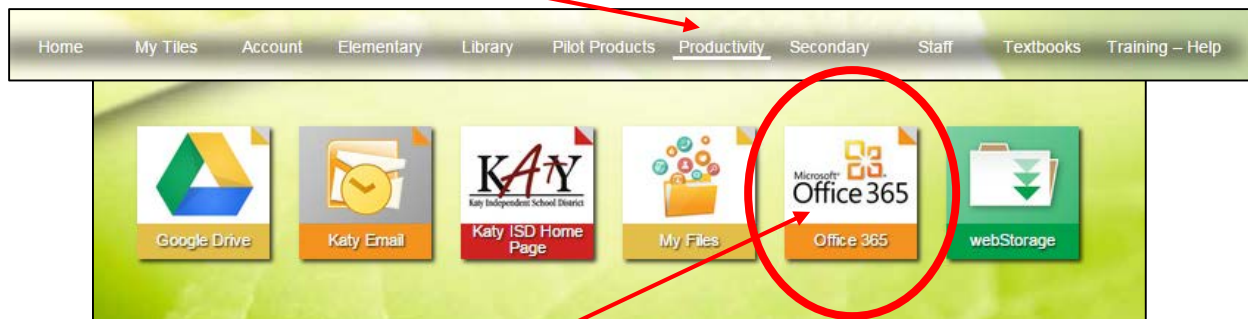 Home My Tiles Account Elementary Library Pilot Products Productivity Secondary Staff Textbooks Training – Help
KATY
Katy Independent School District
Microsoft®
Office 365
Google Drive
Katy Email
Katy ISD Home
Page
My Files
Office 365
webStorage